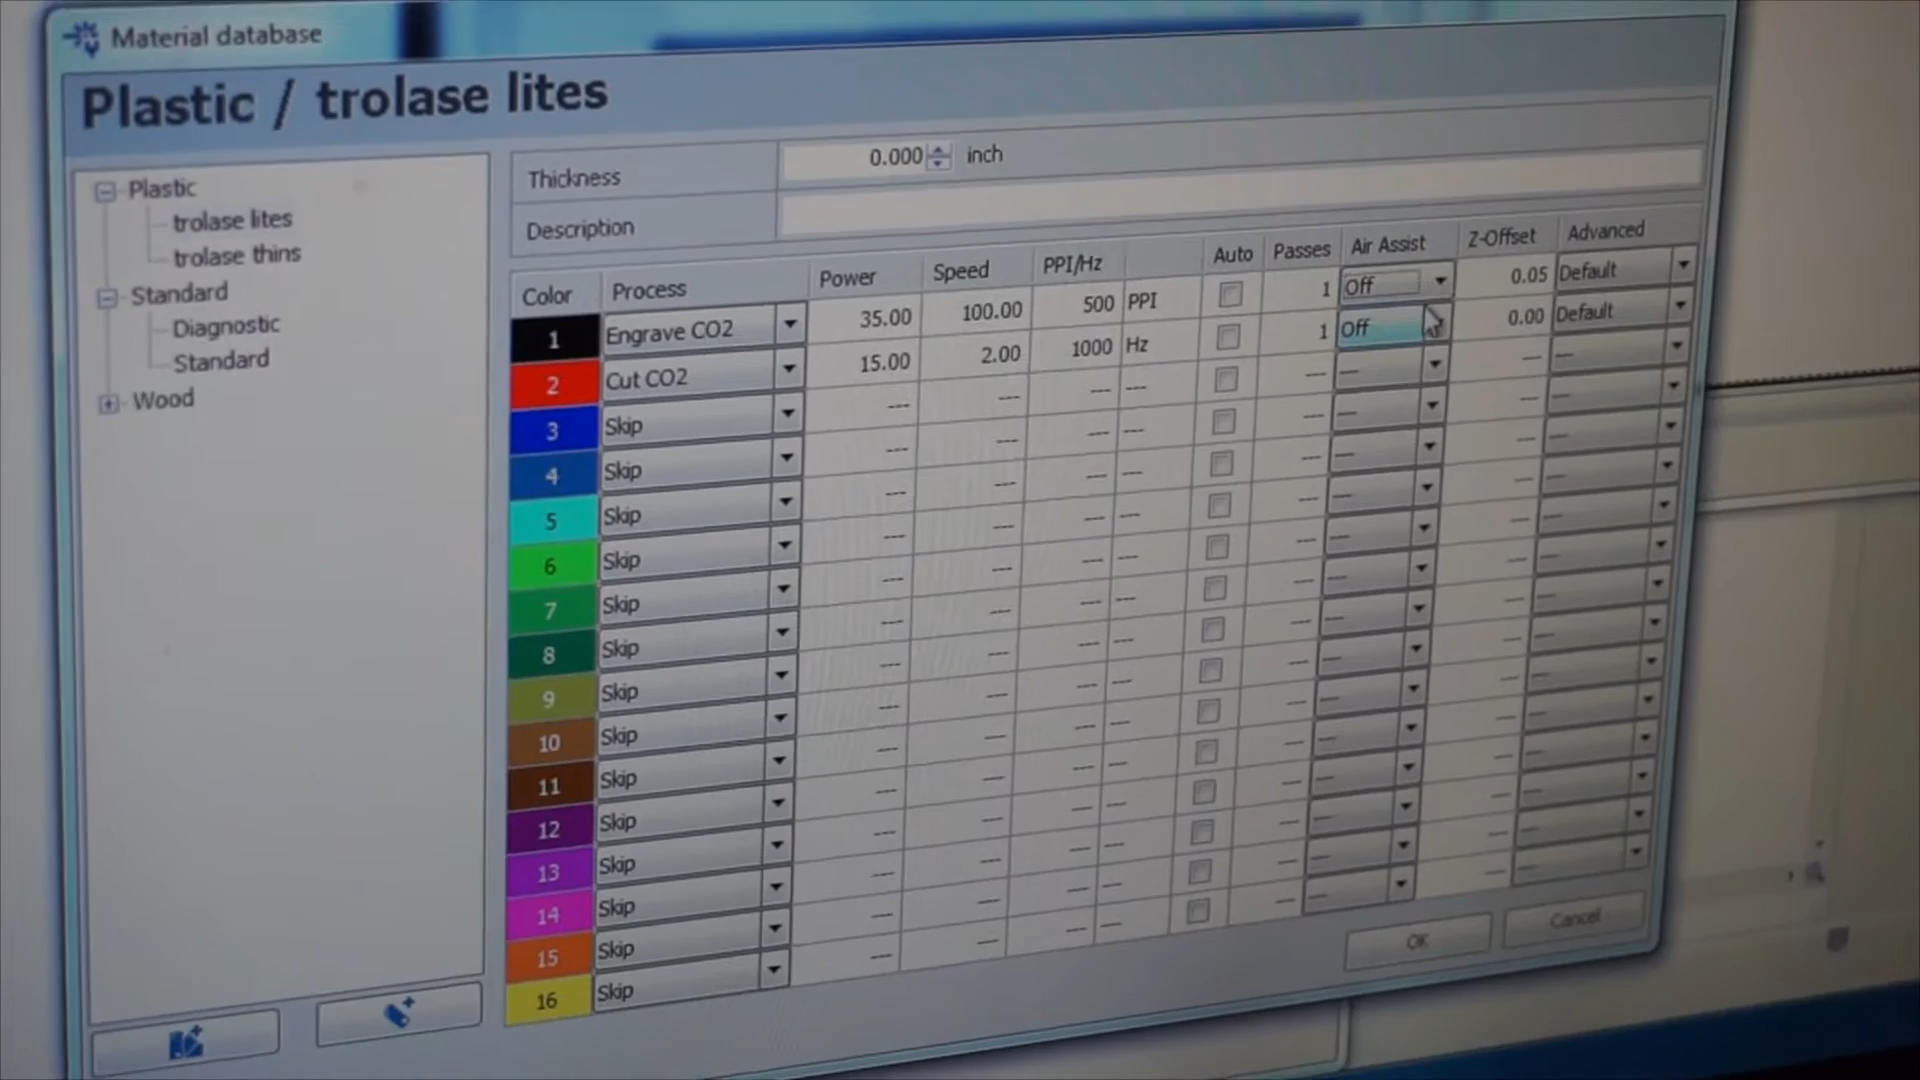 Material database
Plastic / trolase lites
Plastic
trolase lites
trolase thins
Standard
Diagnostic
Standard
Wood
Thickness 0.000 inch
Description
Color Process Power Speed PPI/Hz Auto Passes Air Assist Z-Offset Advanced
1 Engrave CO2 35.00 100.00 500 PPI 1 Off 0.05 Default
2 Cut CO2 15.00 2.00 1000 Hz 1 Off 0.00 Default
3 Skip --- --- --- --- --- --- --- ---
4 Skip --- --- --- --- --- --- --- ---
5 Skip --- --- --- --- --- --- --- ---
6 Skip --- --- --- --- --- --- --- ---
7 Skip --- --- --- --- --- --- --- ---
8 Skip --- --- --- --- --- --- --- ---
9 Skip --- --- --- --- --- --- --- ---
10 Skip --- --- --- --- --- --- --- ---
11 Skip --- --- --- --- --- --- --- ---
12 Skip --- --- --- --- --- --- --- ---
13 Skip --- --- --- --- --- --- --- ---
14 Skip --- --- --- --- --- --- --- ---
15 Skip --- --- --- --- --- --- --- ---
16 Skip --- --- --- --- --- --- --- ---
OK Cancel